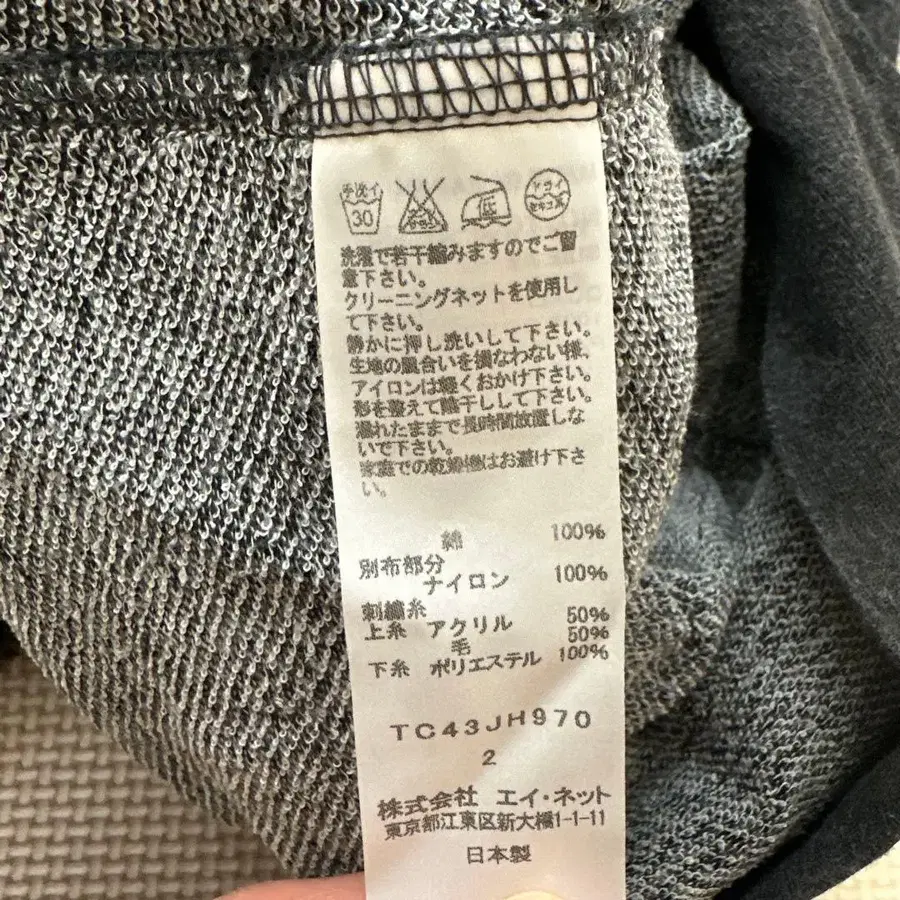 手洗イ
30
低
ドライ
セキユ系
洗濯で若干縮みますのでご留
意下さい。
クリーニングネットを使用し
て下さい。
静かに押し洗いして下さい。
生地の風合いを損なわない様、
アイロンは軽くおかけ下さい。
形を整えて陰干しして下さい。
濡れたままで長時間放置しな
いで下さい。
家庭での乾燥機はお避け下さ
い。
綿 100%
別布部分
ナイロン 100%
刺繍糸
上糸 アクリル 50%
毛 50%
下糸 ポリエステル 100%
TC43JH970
2
株式会社 エイ・ネット
東京都江東区新大橋1-1-11
日本製